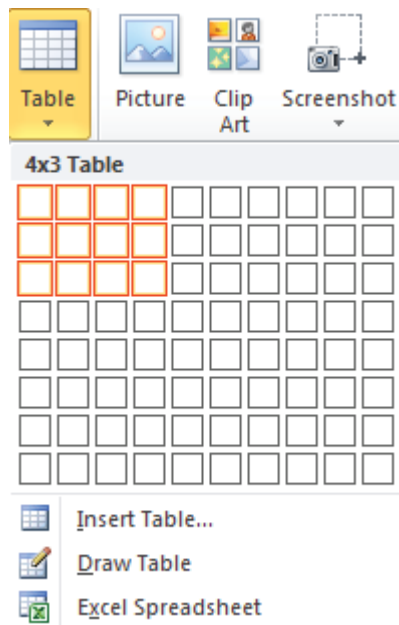 Table
Picture
Clip
Art
Screenshot
4x3 Table
Insert Table...
Draw Table
Excel Spreadsheet